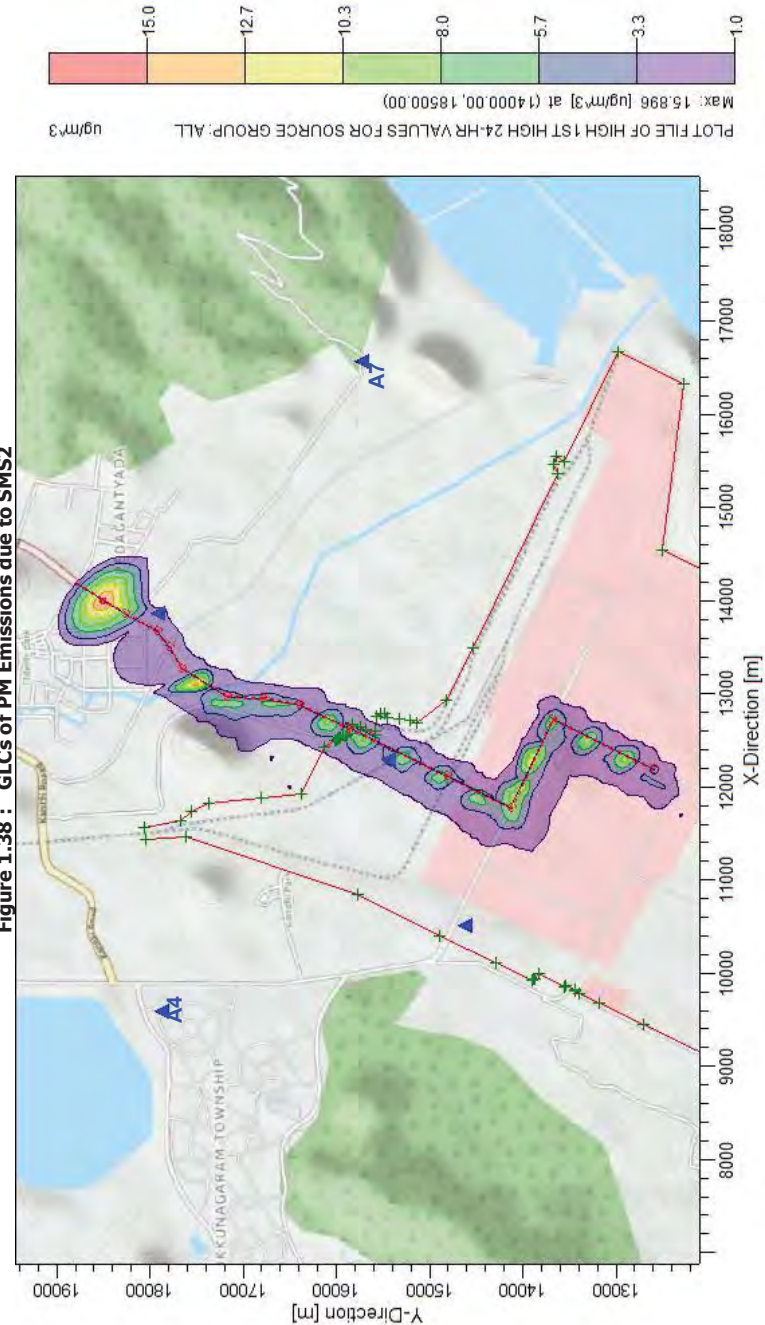 Figure 1.38 : GLCs of PM Emissions due to SMS2
Y-Direction [m]
19000
18000
17000
16000
15000
14000
13000
KKUNAGARAM TOWNSHIP
A4
A7
8000
9000
10000
11000
12000
13000
14000
15000
16000
17000
18000
X-Direction [m]
PLOT FILE OF HIGH 1ST HIGH 24-HR VALUES FOR SOURCE GROUP: ALL
ug/m^3
Max: 15.896 [ug/m^3] at (14000.00, 18500.00)
1.0
3.3
5.7
8.0
10.3
12.7
15.0